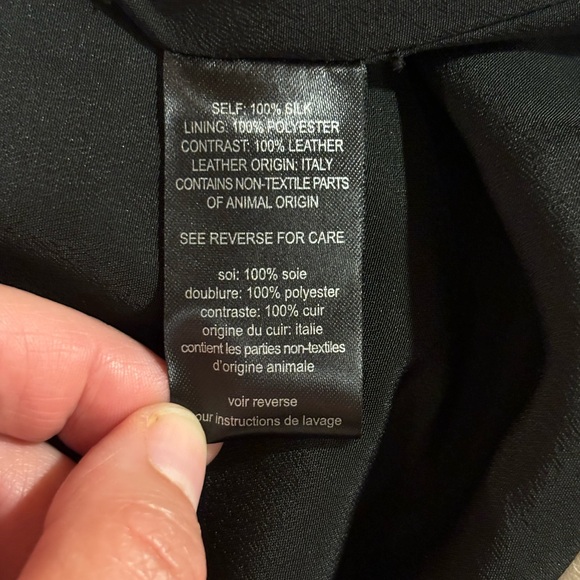 SELF: 100% SILK
LINING: 100% POLYESTER
CONTRAST: 100% LEATHER
LEATHER ORIGIN: ITALY
CONTAINS NON-TEXTILE PARTS
OF ANIMAL ORIGIN
SEE REVERSE FOR CARE
soi: 100% soie
doublure: 100% polyester
contraste: 100% cuir
origine du cuir: italie
contient les parties non-textiles
d'origine animale
voir reverse
our instructions de lavage